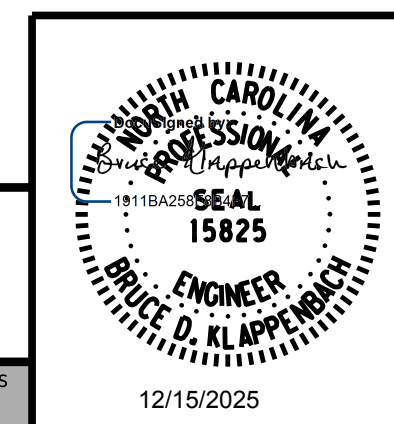 NORTH CAROLINA
DocuSigned by:
PROFESSIONAL
Bruce Klappenbach
SEAL
15825
ENGINEER
BRUCE D. KLAPPENBACH
12/15/2025
s